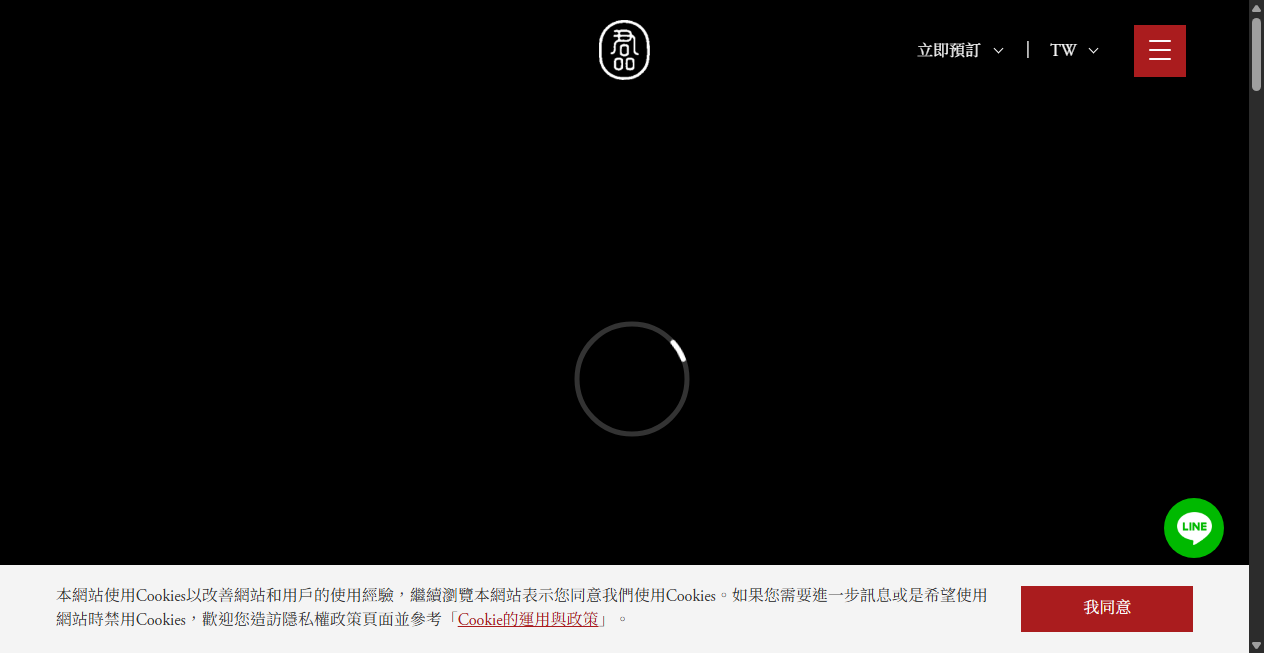 君品
立即預訂 | TW
LINE
本網站使用Cookies以改善網站和用戶的使用經驗，繼續瀏覽本網站表示您同意我們使用Cookies。如果您需要進一步訊息或是希望使用
網站時禁用Cookies，歡迎您造訪隱私權政策頁面並參考「Cookie的運用與政策」。
我同意